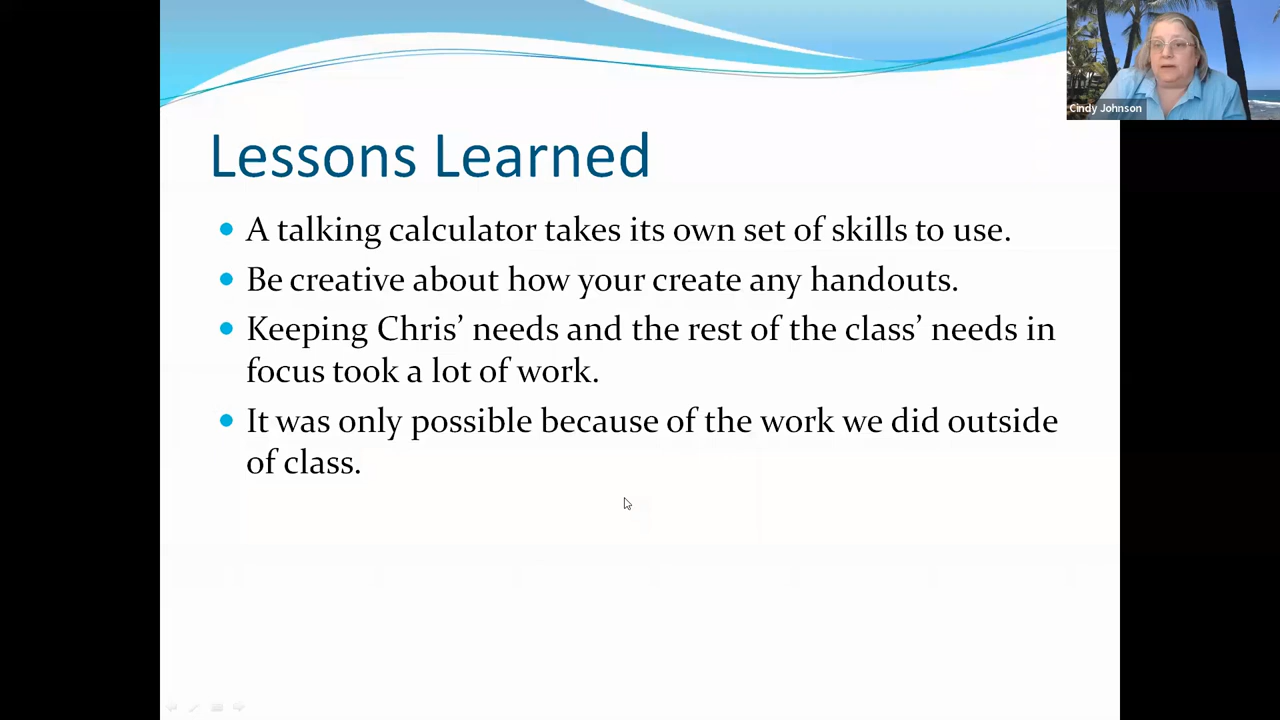 Cindy Johnson
Lessons Learned
A talking calculator takes its own set of skills to use.
Be creative about how your create any handouts.
Keeping Chris’ needs and the rest of the class’ needs in
focus took a lot of work.
It was only possible because of the work we did outside
of class.